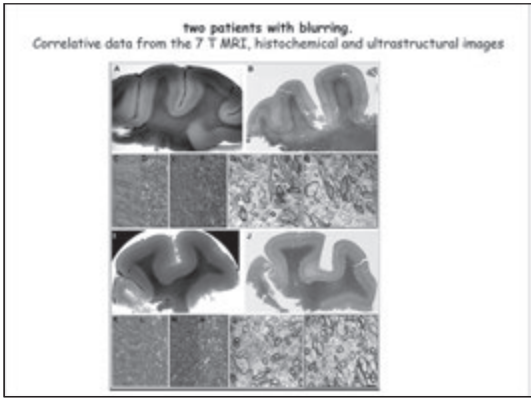 two patients with blurring.
Correlative data from the 7 T MRI, histochemical and ultrastructural images
A
B
I
J